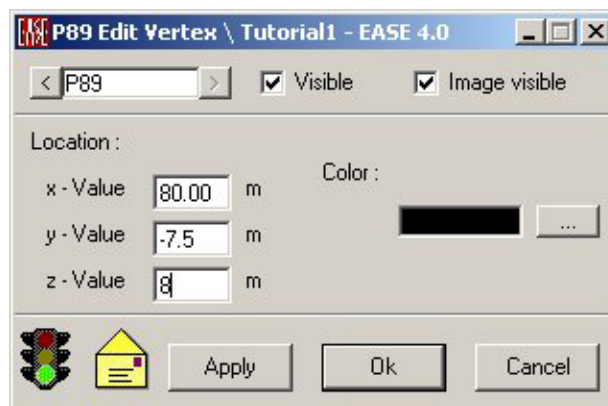 EASE P89 Edit Vertex \ Tutorial1 - EASE 4.0
< P89 > Visible Image visible
Location :
x - Value 80.00 m
Color :
...
y - Value -7.5 m
z - Value 8 m
Apply Ok Cancel